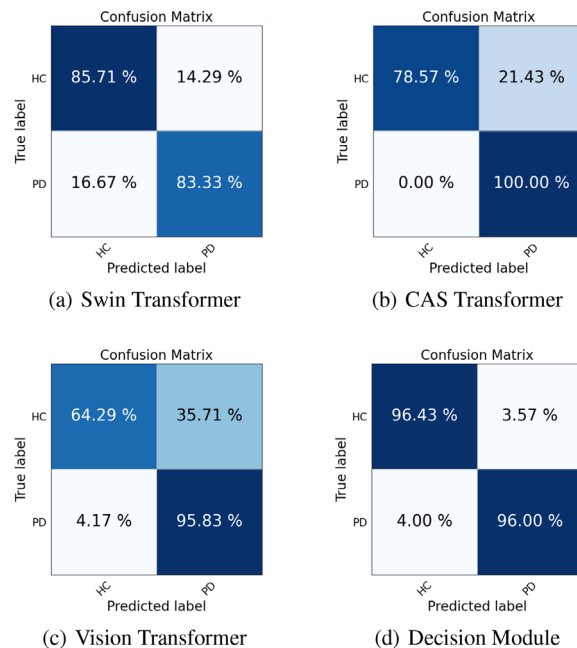 Confusion Matrix
HC 85.71 % 14.29 %
True label
PD 16.67 % 83.33 %
HC PD
Predicted label
(a) Swin Transformer
Confusion Matrix
HC 78.57 % 21.43 %
True label
PD 0.00 % 100.00 %
HC PD
Predicted label
(b) CAS Transformer
Confusion Matrix
HC 64.29 % 35.71 %
True label
PD 4.17 % 95.83 %
HC PD
Predicted label
(c) Vision Transformer
Confusion Matrix
HC 96.43 % 3.57 %
True label
PD 4.00 % 96.00 %
HC PD
Predicted label
(d) Decision Module